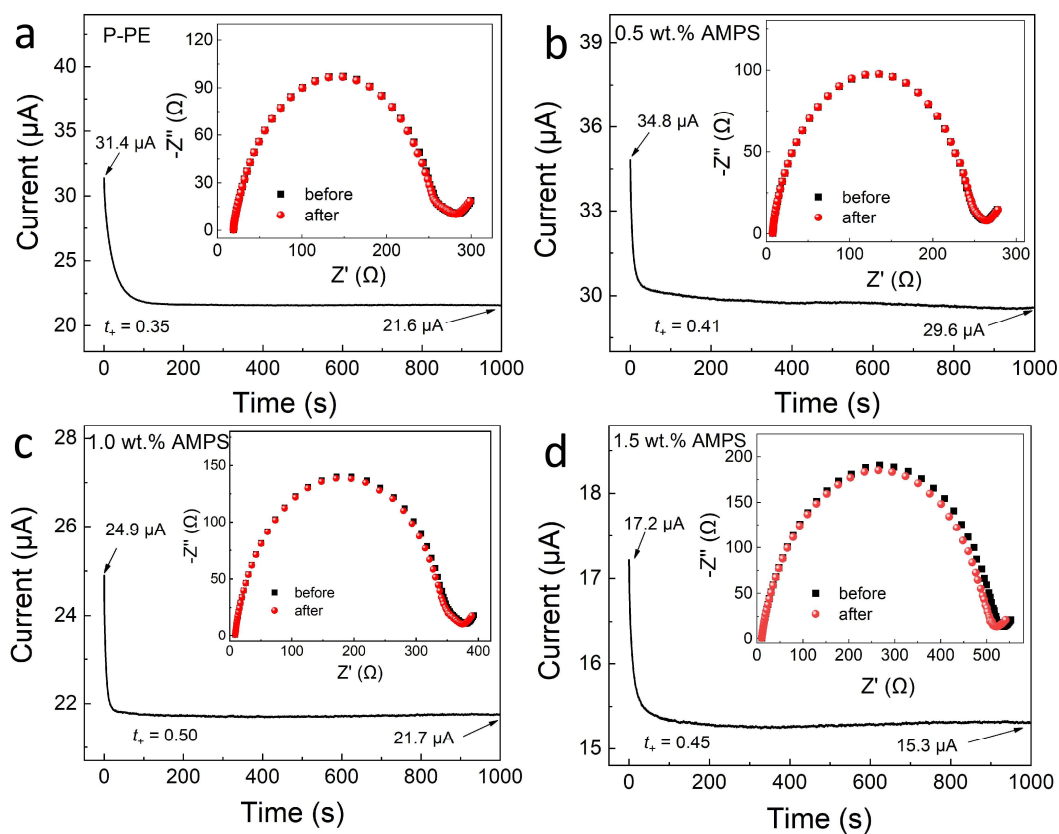 a
P-PE
40
35
30
25
20
Current (μA)
31.4 μA
21.6 μA
t+ = 0.35
0
200
400
600
800
1000
Time (s)
120
90
60
30
0
-Z'' (Ω)
before
after
0
50
100
150
200
250
300
Z' (Ω)
b
0.5 wt.% AMPS
39
36
33
30
Current (μA)
34.8 μA
29.6 μA
t+ = 0.41
0
200
400
600
800
1000
Time (s)
100
50
0
-Z'' (Ω)
before
after
0
100
200
300
Z' (Ω)
c
1.0 wt.% AMPS
28
26
24
22
Current (μA)
24.9 μA
21.7 μA
t+ = 0.50
0
200
400
600
800
1000
Time (s)
150
100
50
0
-Z'' (Ω)
before
after
0
100
200
300
400
Z' (Ω)
d
1.5 wt.% AMPS
18
17
16
15
Current (μA)
17.2 μA
15.3 μA
t+ = 0.45
0
200
400
600
800
1000
Time (s)
200
150
100
50
0
-Z'' (Ω)
before
after
0
100
200
300
400
500
Z' (Ω)